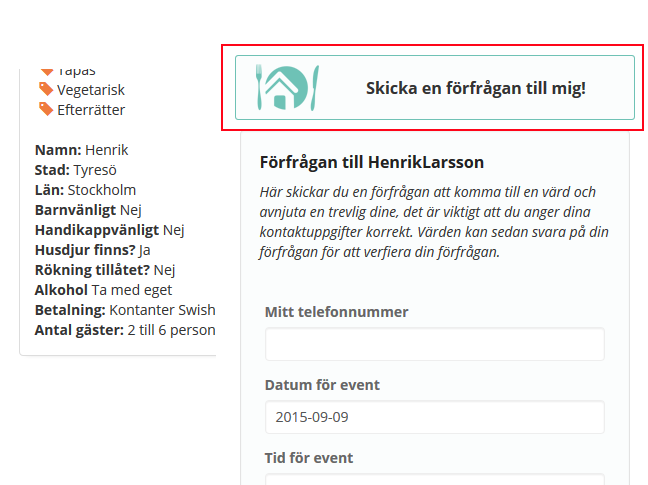 Tapas
Vegetarisk
Efterrätter
Namn: Henrik
Stad: Tyresö
Län: Stockholm
Barnvänligt Nej
Handikappvänligt Nej
Husdjur finns? Ja
Rökning tillåtet? Nej
Alkohol Ta med eget
Betalning: Kontanter Swish
Antal gäster: 2 till 6 person
Skicka en förfrågan till mig!
Förfrågan till HenrikLarsson
Här skickar du en förfrågan att komma till en värd och
avnjuta en trevlig dine, det är viktigt att du anger dina
kontaktuppgifter korrekt. Värden kan sedan svara på din
förfrågan för att verfiera din förfrågan.
Mitt telefonnummer
Datum för event
2015-09-09
Tid för event